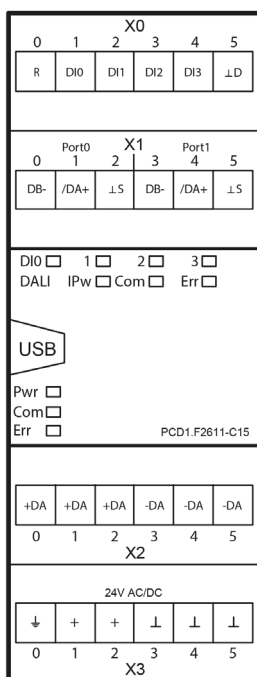 X0
0 1 2 3 4 5
R DI0 DI1 DI2 DI3 ⊥D
Port0 X1 Port1
0 1 2 3 4 5
DB- /DA+ ⊥S DB- /DA+ ⊥S
DI0 1 2 3
DALI IPw Com Err
USB
Pwr
Com
Err PCD1.F2611-C15
+DA +DA +DA -DA -DA -DA
0 1 2 3 4 5
X2
24V AC/DC
⏚ + + ⊥ ⊥ ⊥
0 1 2 3 4 5
X3